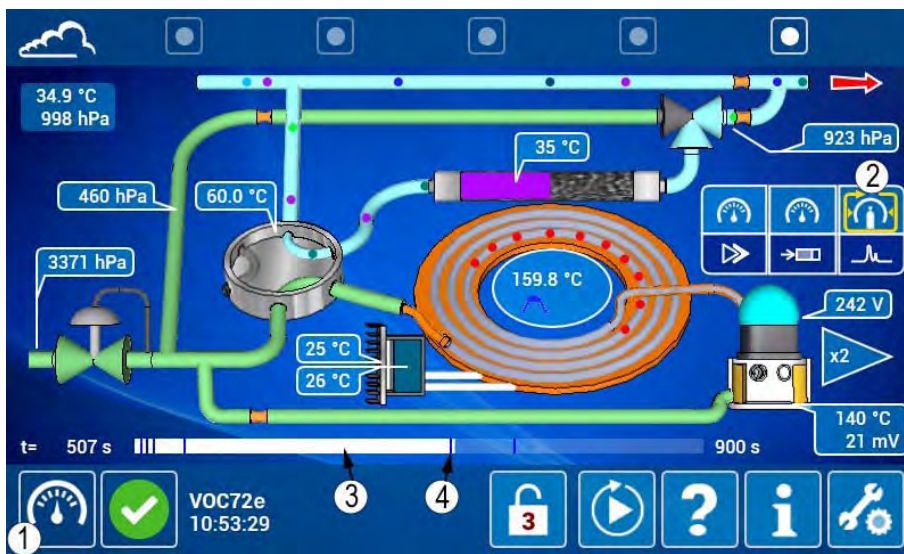 34.9 °C
998 hPa
35 °C
923 hPa
2
460 hPa
60.0 °C
3371 hPa
159.8 °C
242 V
25 °C
26 °C
x2
140 °C
21 mV
t= 507 s
900 s
3
4
1
VOC72e
10:53:29
3
?
i